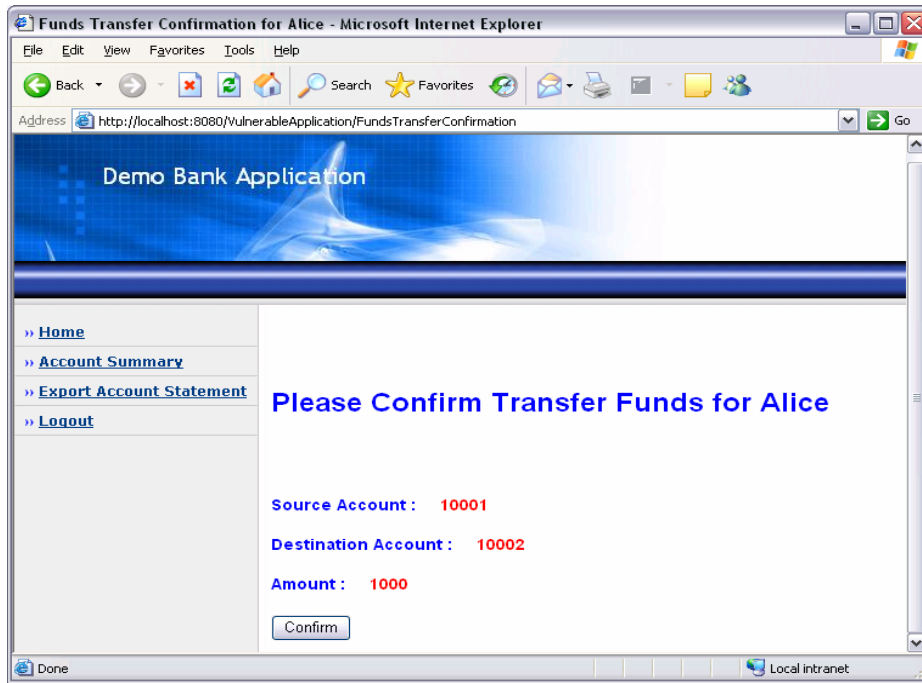 Funds Transfer Confirmation for Alice - Microsoft Internet Explorer
File Edit View Favorites Tools Help
Back Search Favorites
Address http://localhost:8080/VulnerableApplication/FundsTransferConfirmation Go
Demo Bank Application
›› Home
›› Account Summary
›› Export Account Statement
›› Logout
Please Confirm Transfer Funds for Alice
Source Account : 10001
Destination Account : 10002
Amount : 1000
Confirm
Done Local intranet